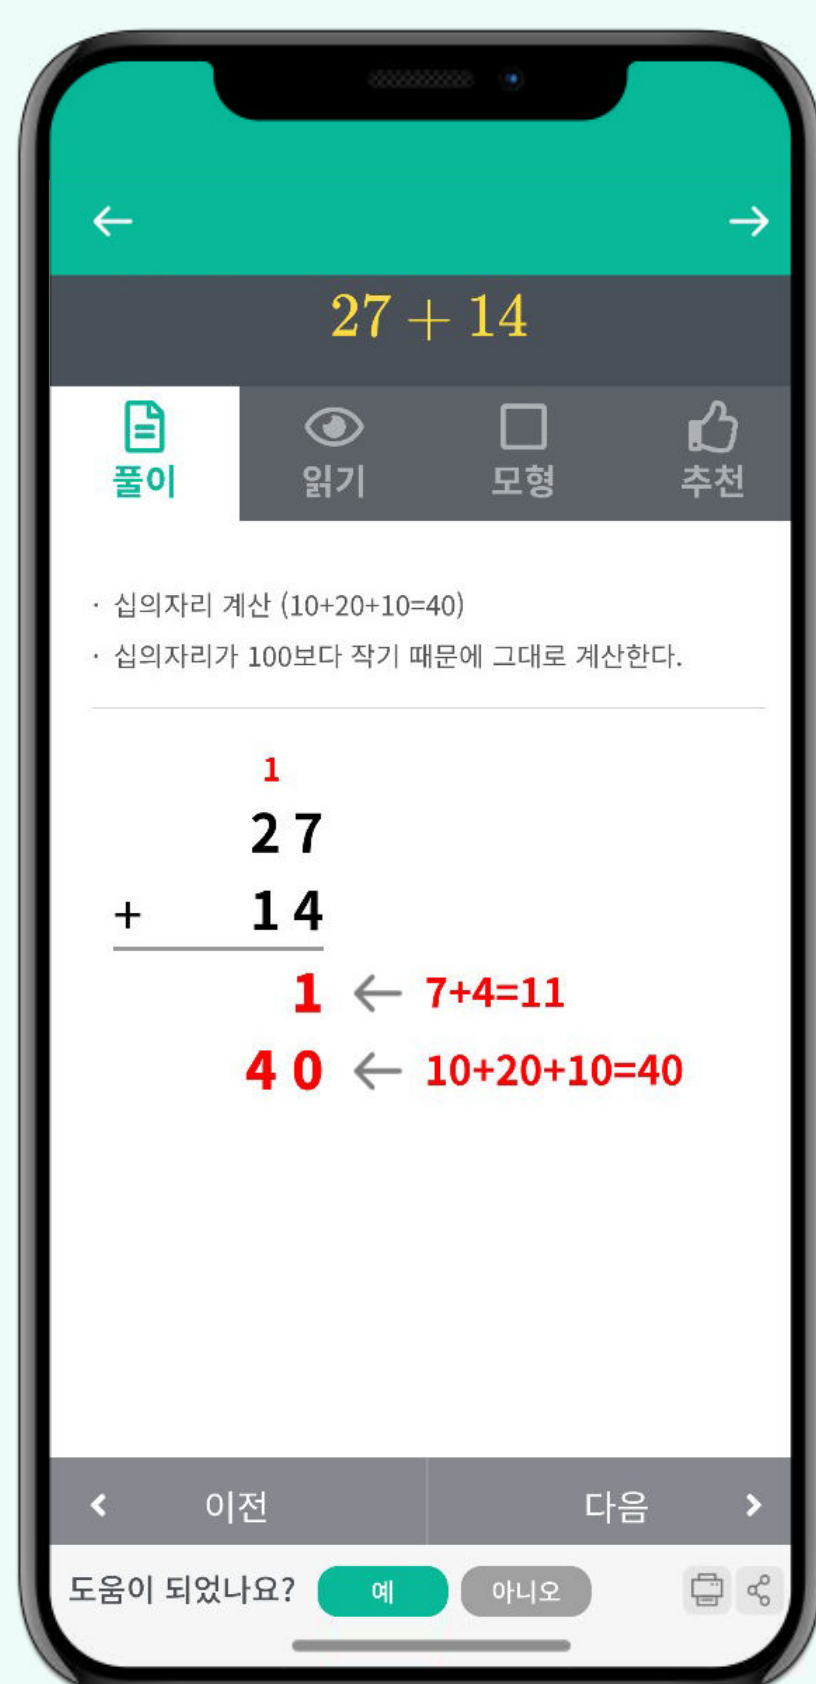 27 + 14
풀이 읽기 모형 추천
· 십의자리 계산 (10+20+10=40)
· 십의자리가 100보다 작기 때문에 그대로 계산한다.
1
2 7
+ 1 4
1 ← 7+4=11
4 0 ← 10+20+10=40
이전 다음
도움이 되었나요? 예 아니오